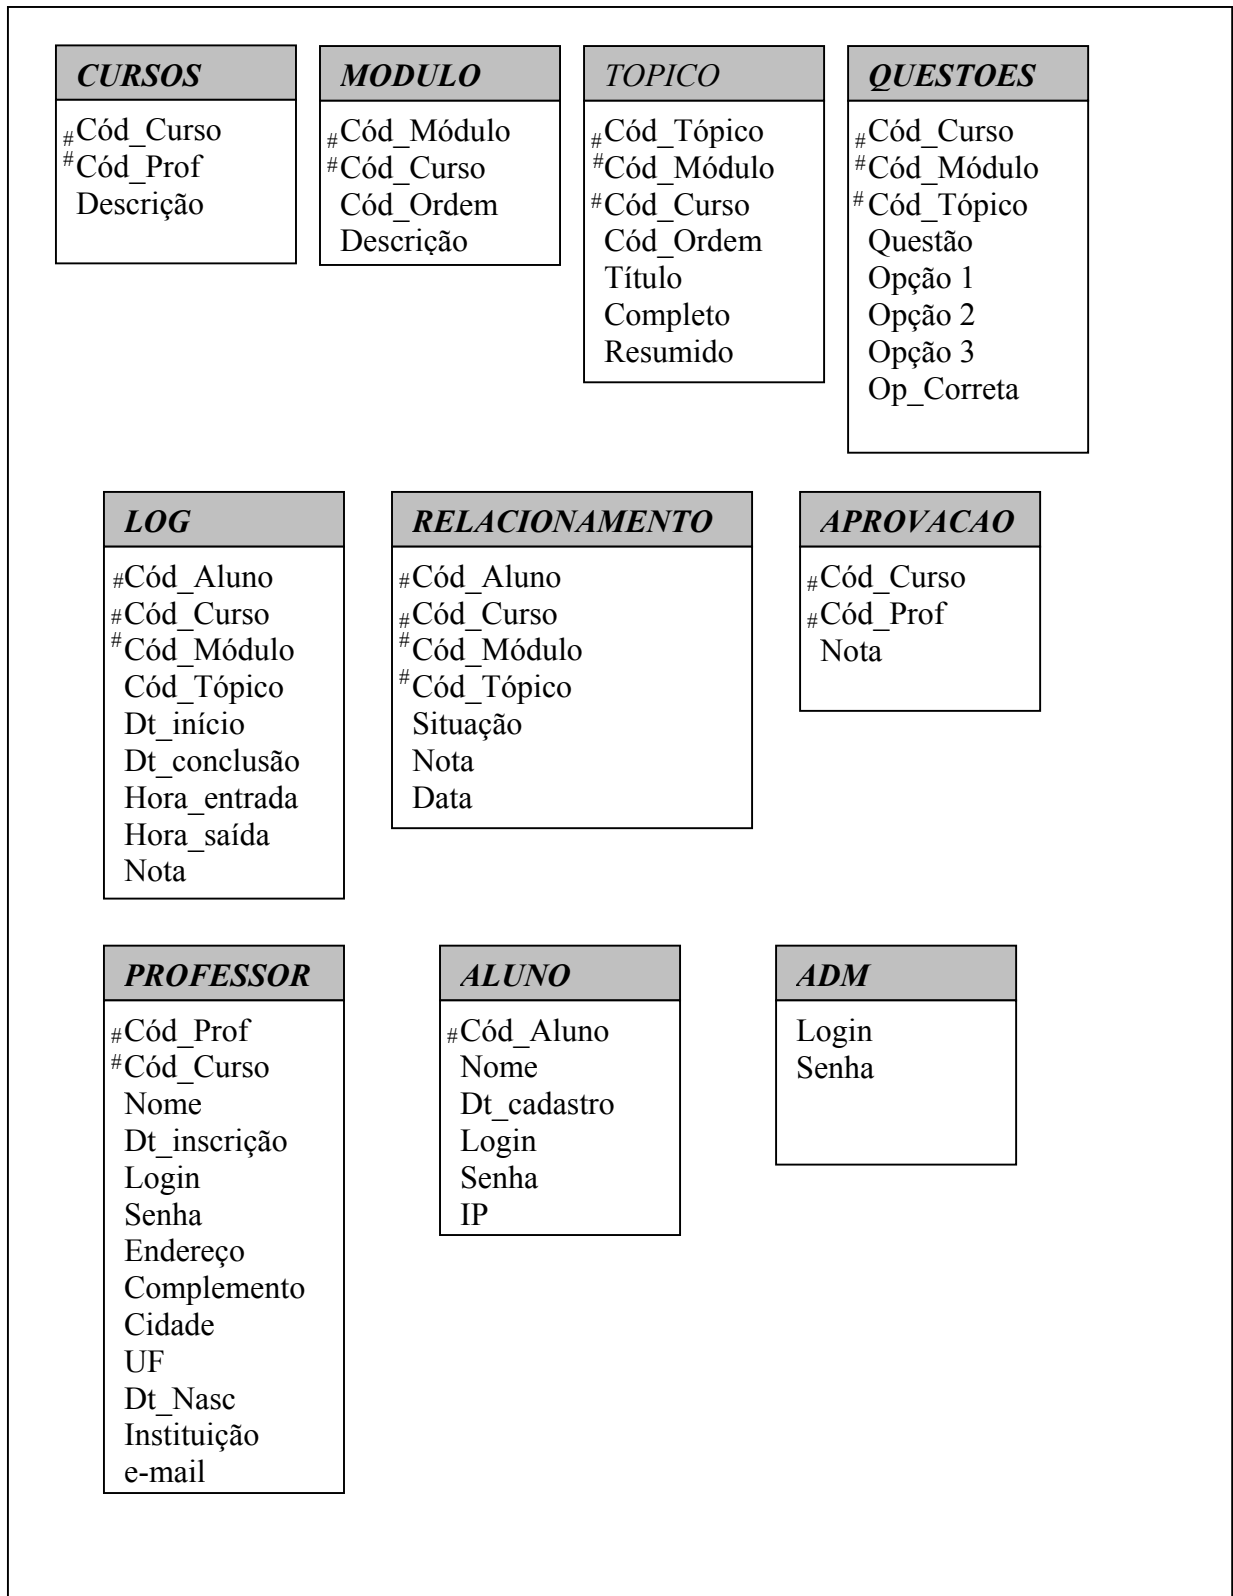 CURSOS
#Cód_Curso
#Cód_Prof
Descrição
MODULO
#Cód_Módulo
#Cód_Curso
Cód_Ordem
Descrição
TOPICO
#Cód_Tópico
#Cód_Módulo
#Cód_Curso
Cód_Ordem
Título
Completo
Resumido
QUESTOES
#Cód_Curso
#Cód_Módulo
#Cód_Tópico
Questão
Opção 1
Opção 2
Opção 3
Op_Correta
LOG
#Cód_Aluno
#Cód_Curso
#Cód_Módulo
Cód_Tópico
Dt_início
Dt_conclusão
Hora_entrada
Hora_saída
Nota
RELACIONAMENTO
#Cód_Aluno
#Cód_Curso
#Cód_Módulo
#Cód_Tópico
Situação
Nota
Data
APROVACAO
#Cód_Curso
#Cód_Prof
Nota
PROFESSOR
#Cód_Prof
#Cód_Curso
Nome
Dt_inscrição
Login
Senha
Endereço
Complemento
Cidade
UF
Dt_Nasc
Instituição
e-mail
ALUNO
#Cód_Aluno
Nome
Dt_cadastro
Login
Senha
IP
ADM
Login
Senha